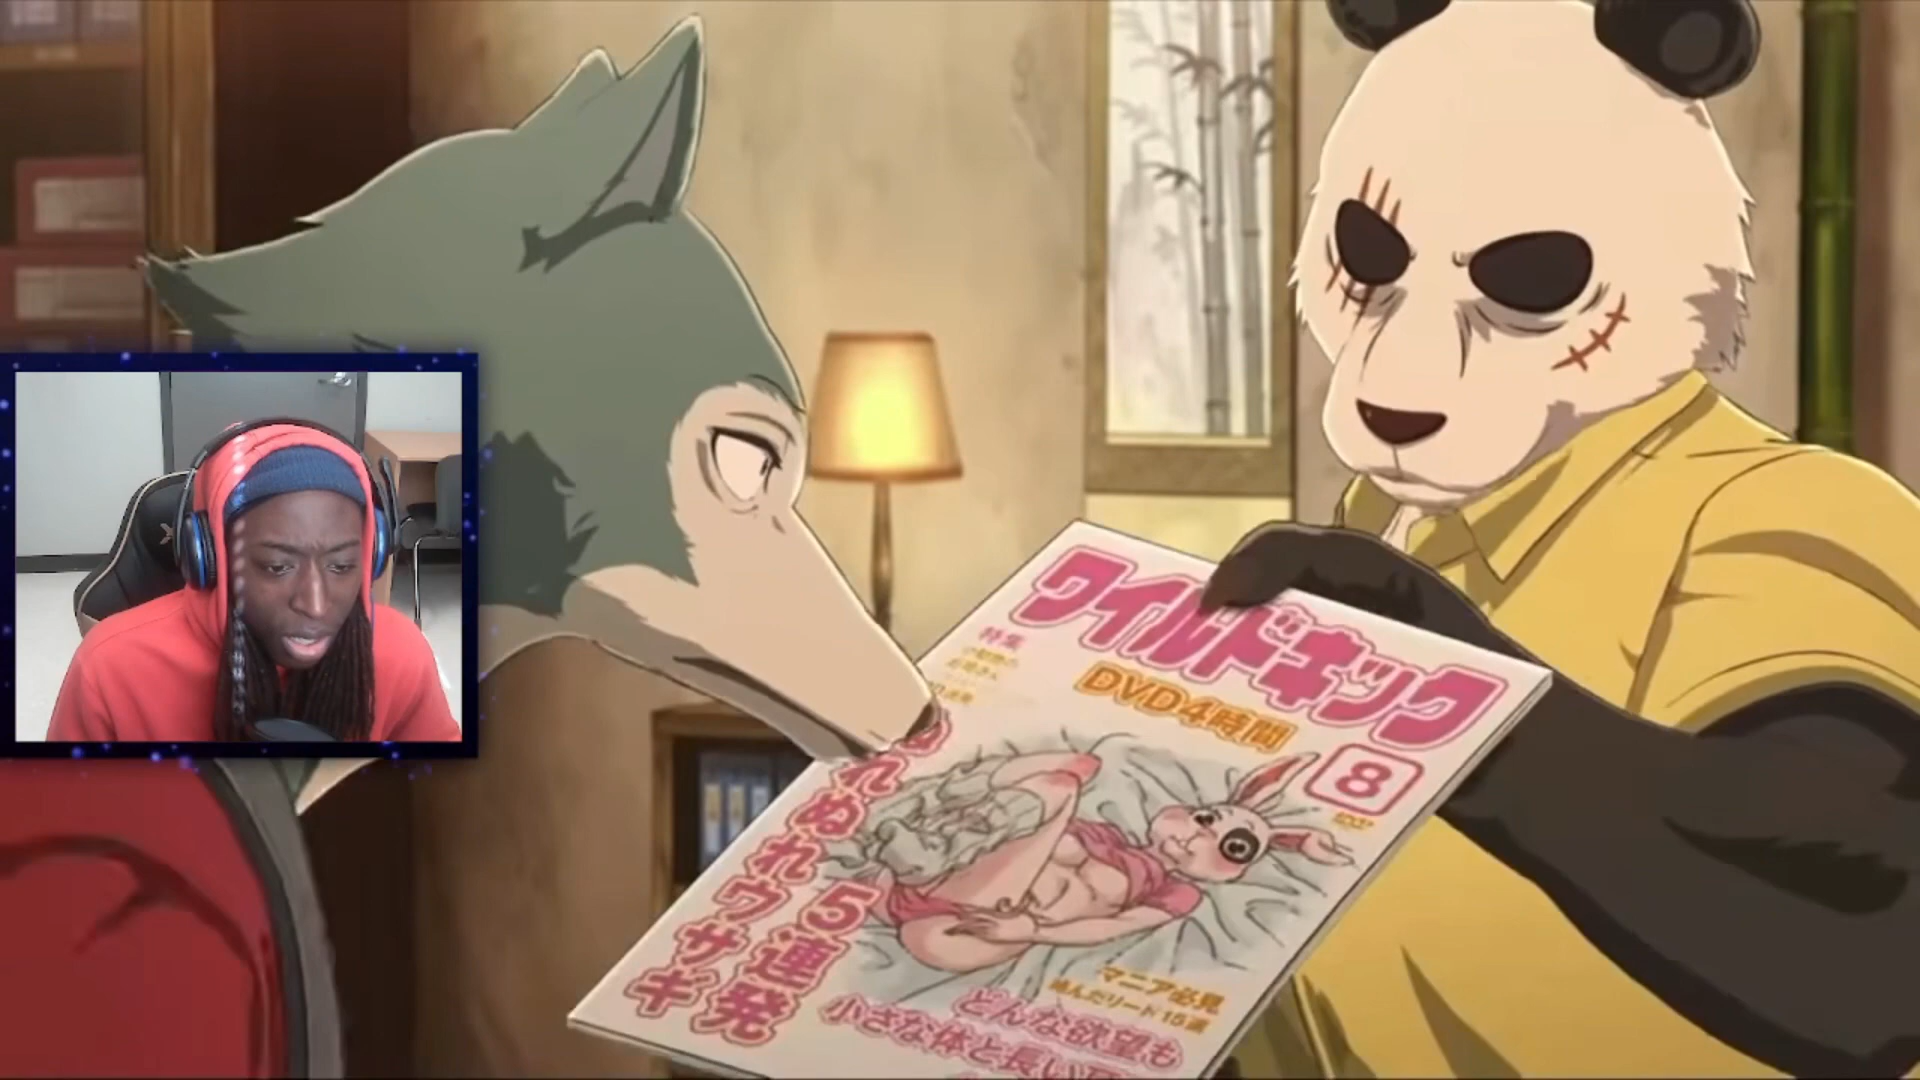 ワイルドキック
特集
DVD4時間
8
ぬれぬれウサギ
5連発
マニア必見
どんな欲望も
小さな体と長い